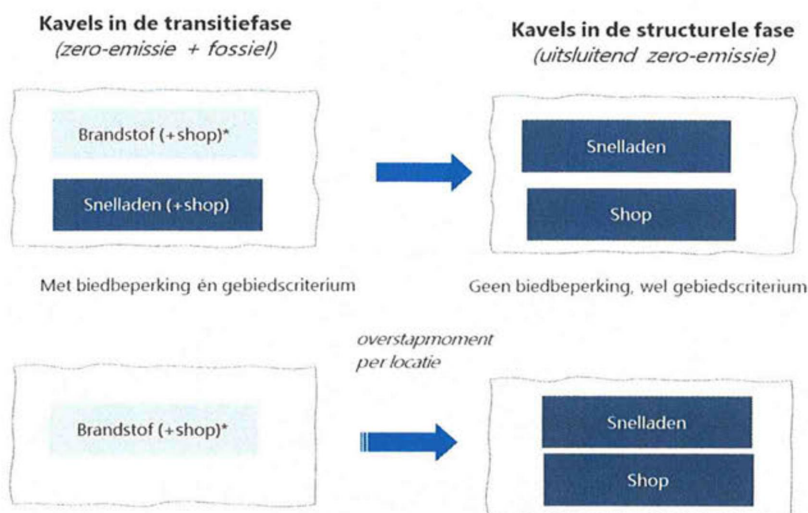 Kavels in de transitiefase
(zero-emissie + fossiel)
Kavels in de structurele fase
(uitsluitend zero-emissie)
Brandstof (+shop)*
Snelladen (+shop)
Snelladen
Shop
Met biedbeperking én gebiedscriterium
Geen biedbeperking, wel gebiedscriterium
overstapmoment
per locatie
Brandstof (+shop)*
Snelladen
Shop